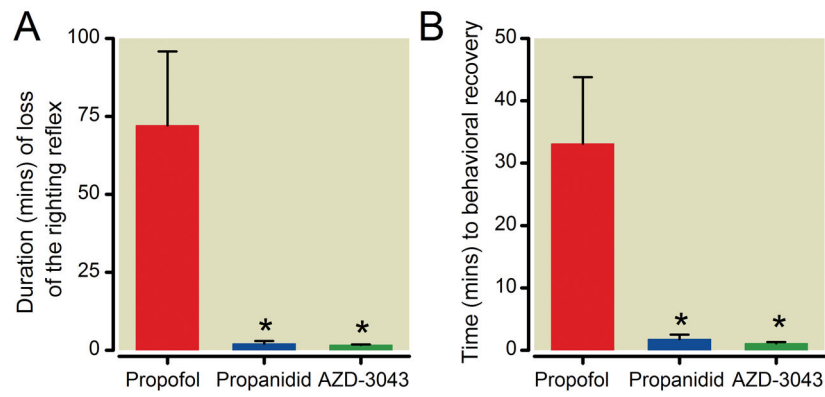 A
Duration (mins) of loss
of the righting reflex
100
75
50
25
0
*
*
Propofol
Propanidid
AZD-3043
B
Time (mins) to behavioral recovery
50
40
30
20
10
0
*
*
Propofol
Propanidid
AZD-3043